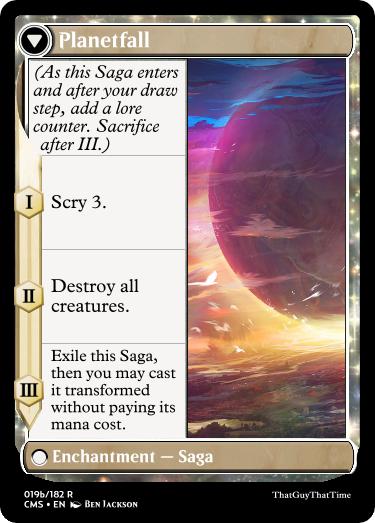 Planetfall
(As this Saga enters
and after your draw
step, add a lore
counter. Sacrifice
after III.)
I
Scry 3.
II
Destroy all
creatures.
III
Exile this Saga,
then you may cast
it transformed
without paying its
mana cost.
Enchantment — Saga
019b/182 R
CMS • EN Ben Jackson
ThatGuyThatTime